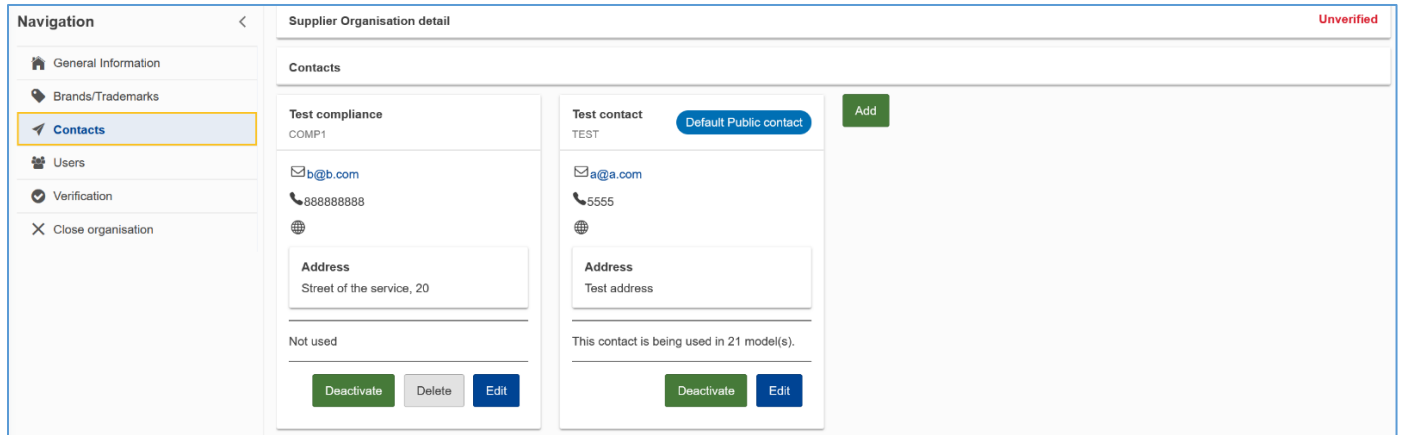 Navigation
General Information
Brands/Trademarks
Contacts
Users
Verification
Close organisation
Supplier Organisation detail
Unverified
Contacts
Test compliance
COMP1
b@b.com
888888888
Address
Street of the service, 20
Not used
Deactivate
Delete
Edit
Test contact
TEST
Default Public contact
a@a.com
5555
Address
Test address
This contact is being used in 21 model(s).
Deactivate
Edit
Add